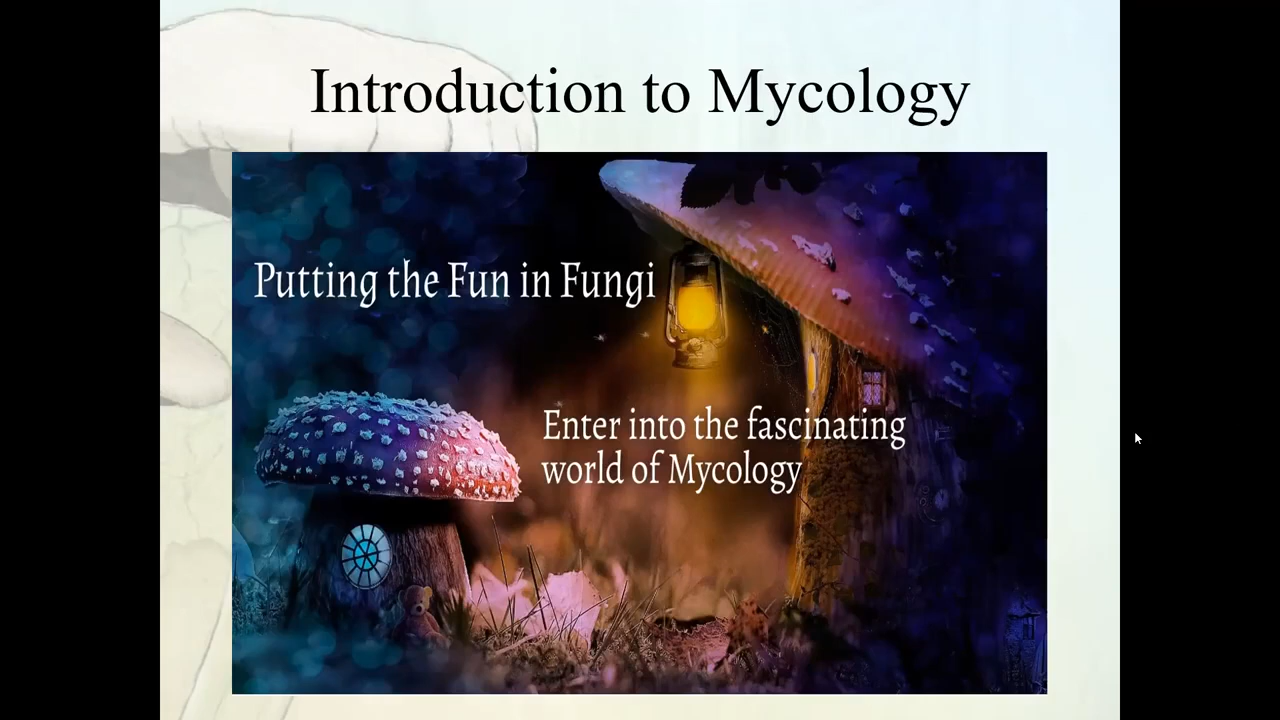 Introduction to Mycology
Putting the Fun in Fungi
Enter into the fascinating
world of Mycology